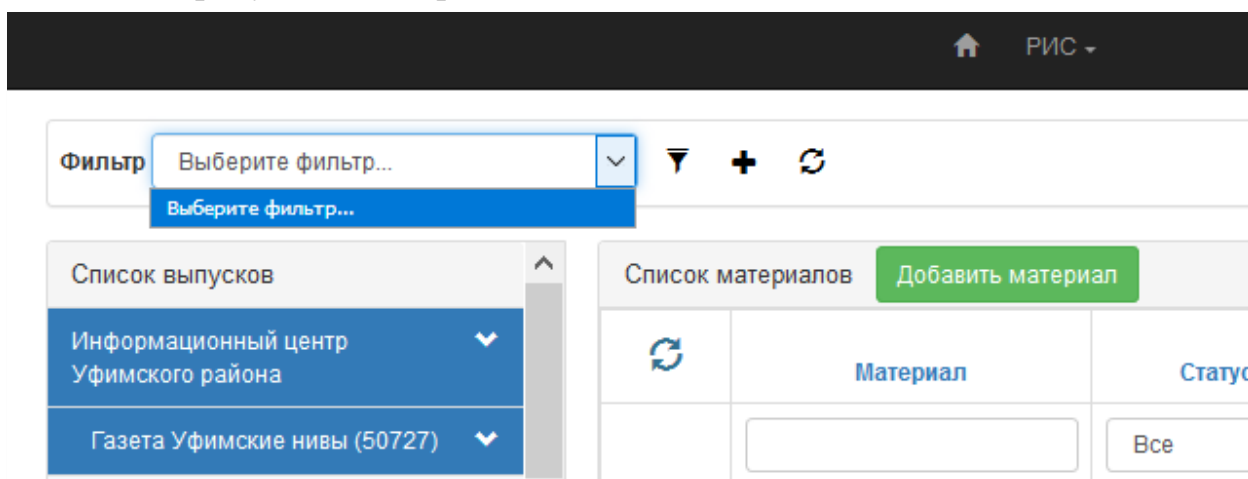 РИС
Фильтр Выберите фильтр...
Выберите фильтр...
Список выпусков
Список материалов Добавить материал
Информационный центр
Уфимского района
Материал
Статус
Газета Уфимские нивы (50727)
Все